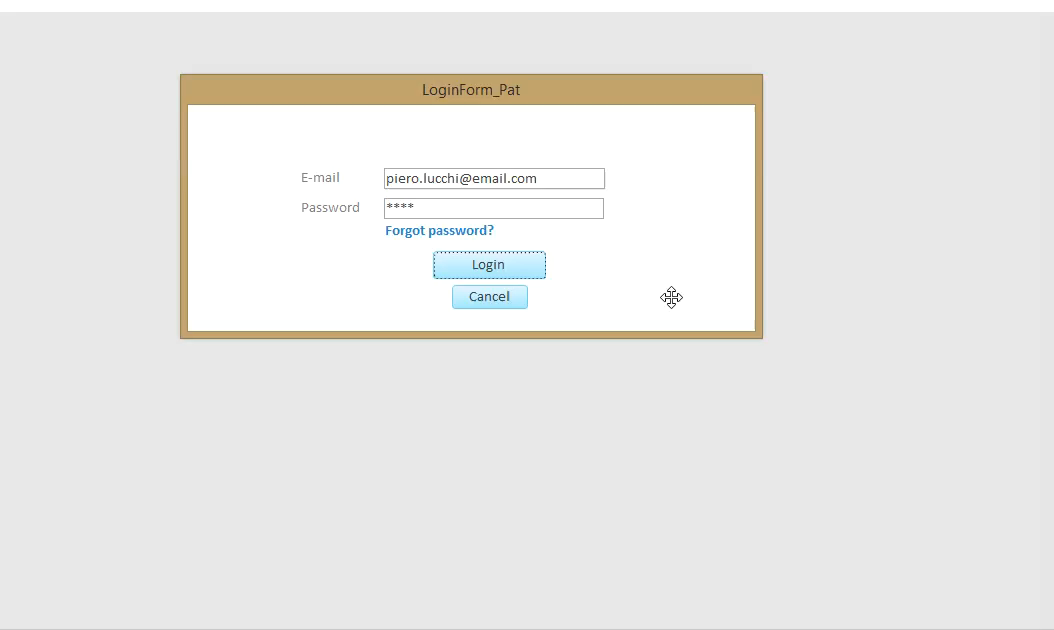 LoginForm_Pat
E-mail piero.lucchi@email.com
Password ****
Forgot password?
Login
Cancel